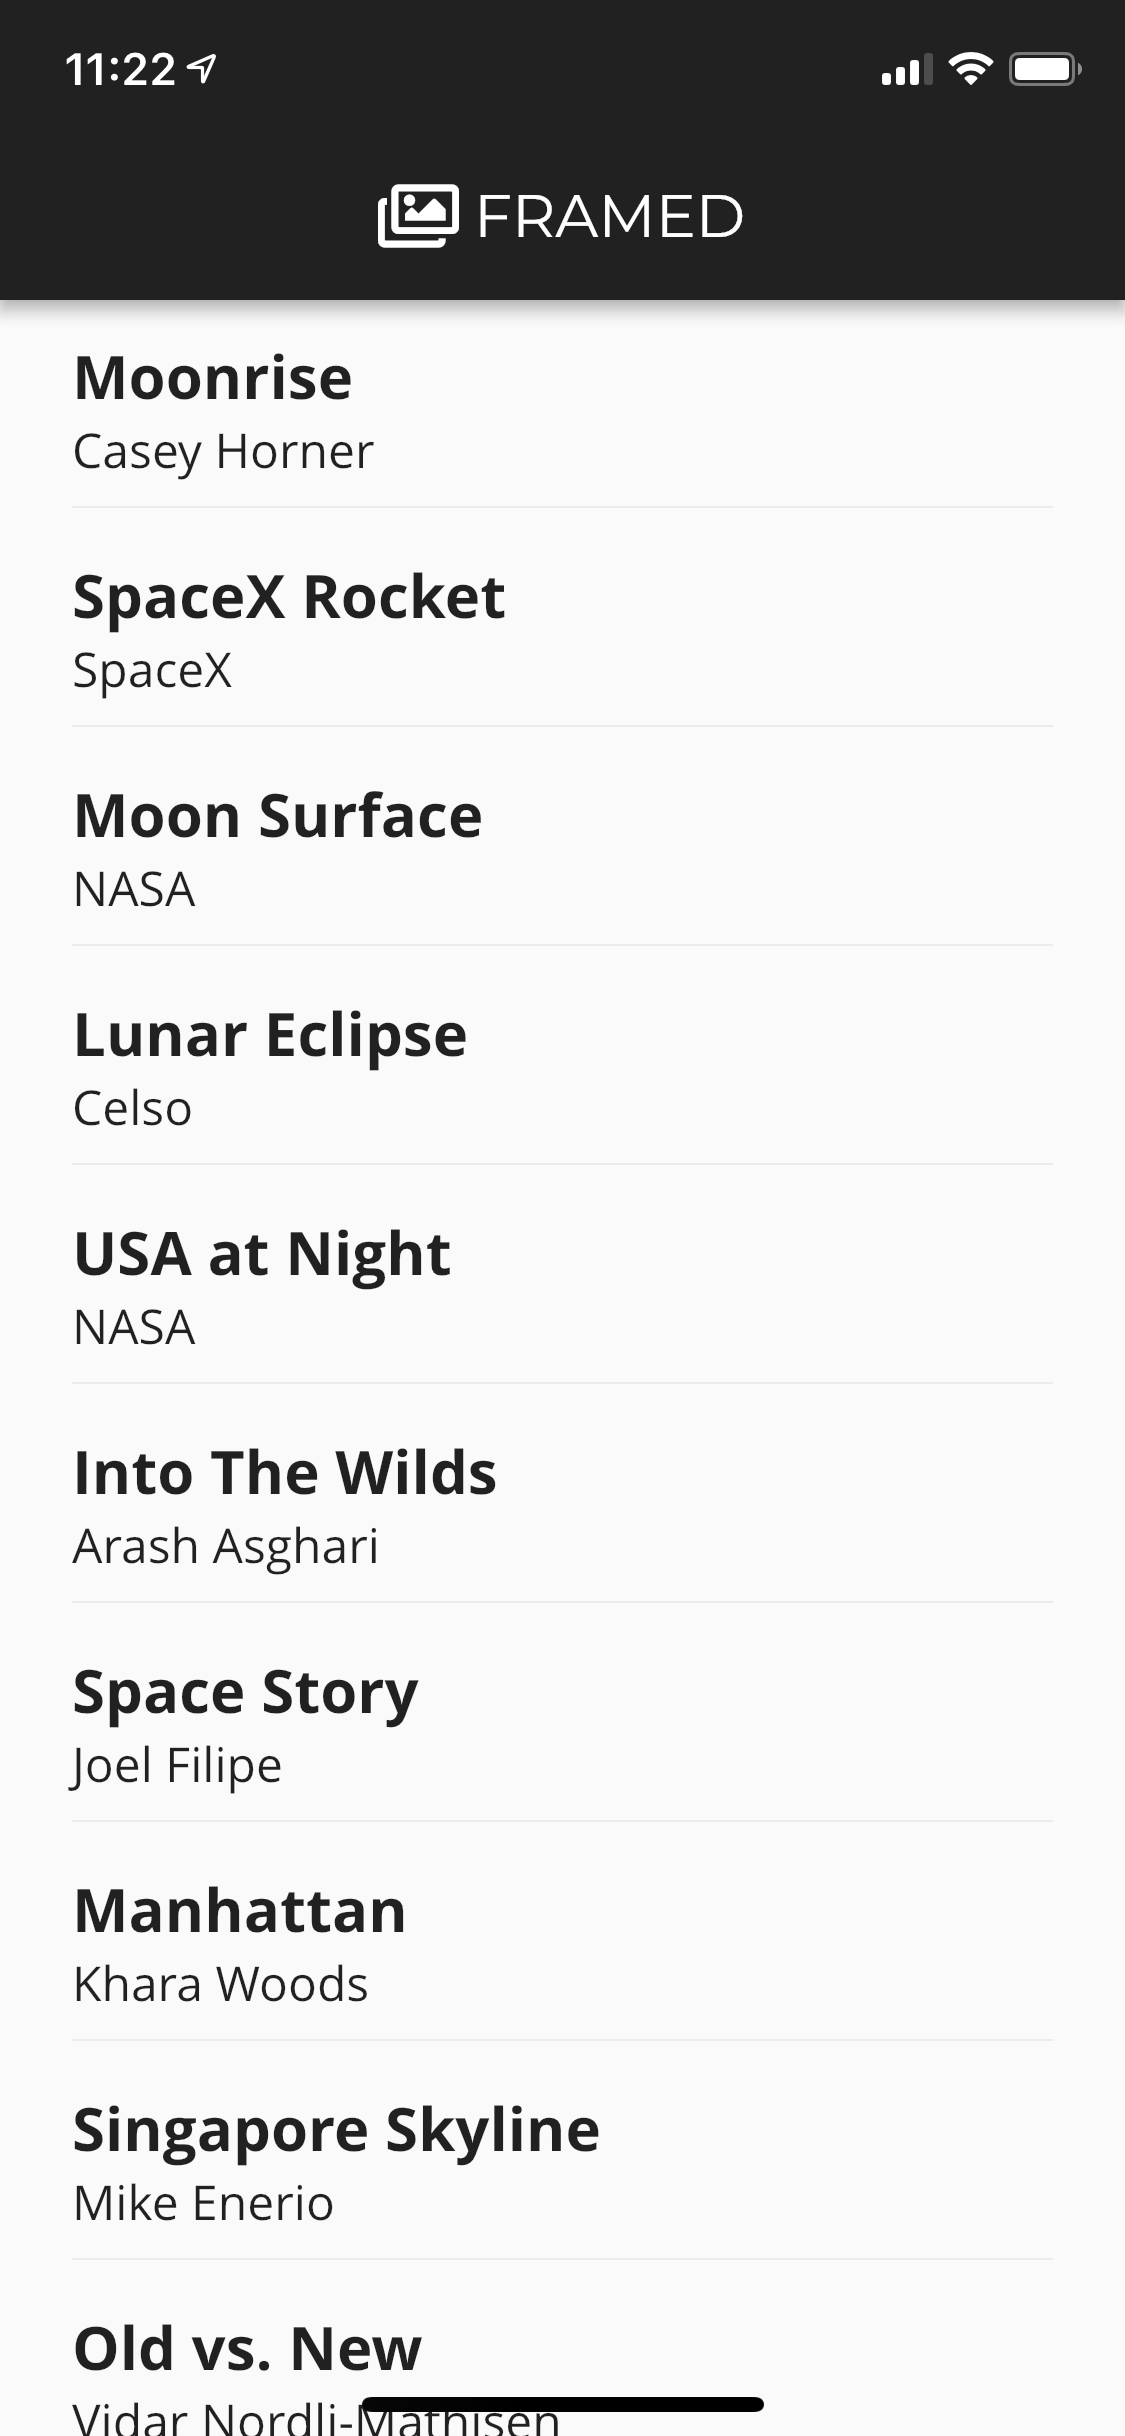 11:22
FRAMED
Moonrise
Casey Horner
SpaceX Rocket
SpaceX
Moon Surface
NASA
Lunar Eclipse
Celso
USA at Night
NASA
Into The Wilds
Arash Asghari
Space Story
Joel Filipe
Manhattan
Khara Woods
Singapore Skyline
Mike Enerio
Old vs. New
Vidar Nordli-Mathisen